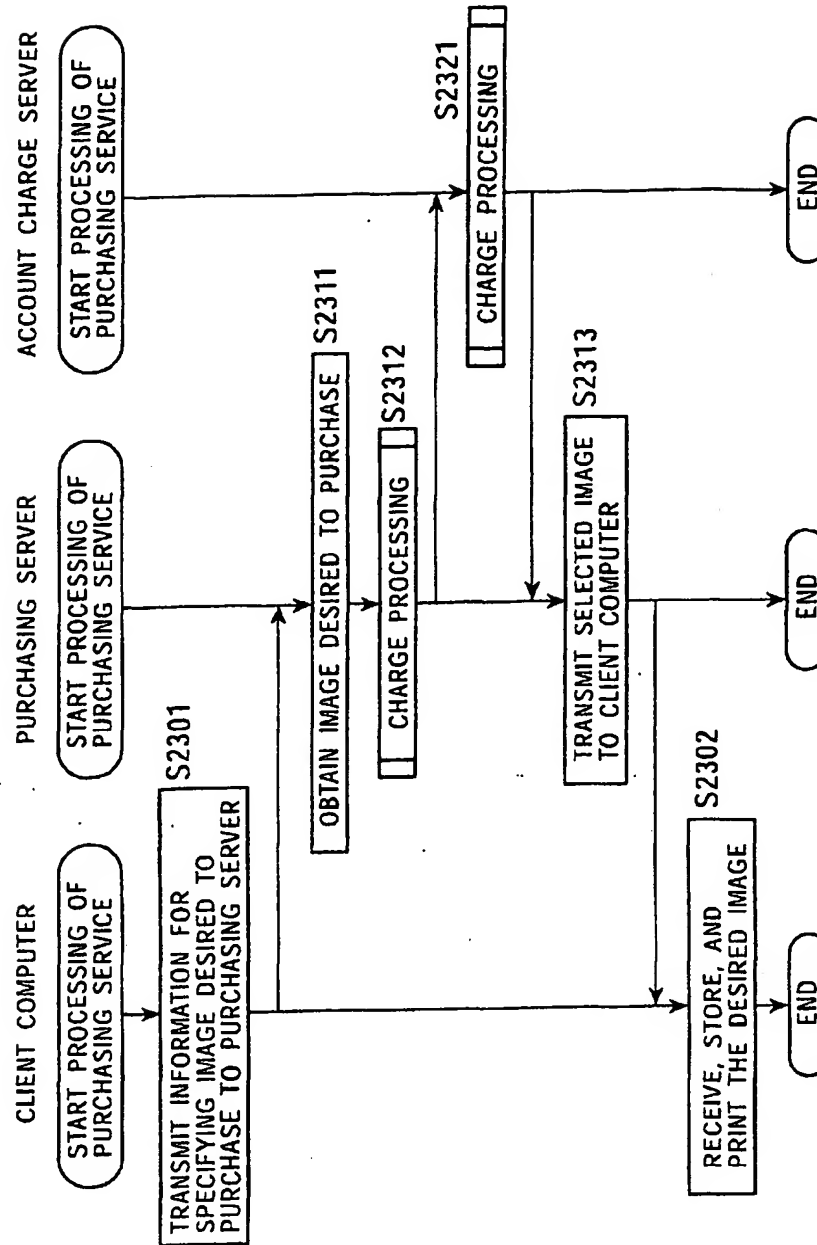 CLIENT COMPUTER
START PROCESSING OF
PURCHASING SERVICE
S2301
TRANSMIT INFORMATION FOR
SPECIFYING IMAGE DESIRED TO
PURCHASE TO PURCHASING SERVER
S2302
RECEIVE, STORE, AND
PRINT THE DESIRED IMAGE
END
PURCHASING SERVER
START PROCESSING OF
PURCHASING SERVICE
S2311
OBTAIN IMAGE DESIRED TO PURCHASE
S2312
CHARGE PROCESSING
S2313
TRANSMIT SELECTED IMAGE
TO CLIENT COMPUTER
END
ACCOUNT CHARGE SERVER
START PROCESSING OF
PURCHASING SERVICE
S2321
CHARGE PROCESSING
END